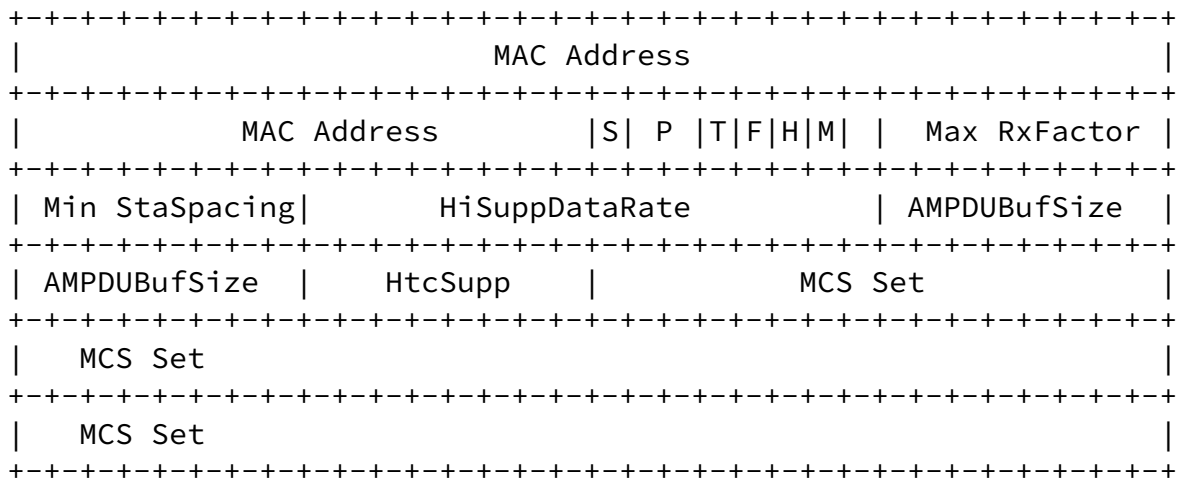 +-+-+-+-+-+-+-+-+-+-+-+-+-+-+-+-+-+-+-+-+-+-+-+-+-+-+-+-+-+-+-+-+
|                          MAC Address                          |
+-+-+-+-+-+-+-+-+-+-+-+-+-+-+-+-+-+-+-+-+-+-+-+-+-+-+-+-+-+-+-+-+
|            MAC Address        |S| P |T|F|H|M| |  Max RxFactor |
+-+-+-+-+-+-+-+-+-+-+-+-+-+-+-+-+-+-+-+-+-+-+-+-+-+-+-+-+-+-+-+-+
| Min StaSpacing|       HiSuppDataRate          | AMPDUBufSize  |
+-+-+-+-+-+-+-+-+-+-+-+-+-+-+-+-+-+-+-+-+-+-+-+-+-+-+-+-+-+-+-+-+
| AMPDUBufSize  |    HtcSupp    |           MCS Set             |
+-+-+-+-+-+-+-+-+-+-+-+-+-+-+-+-+-+-+-+-+-+-+-+-+-+-+-+-+-+-+-+-+
|   MCS Set                                                     |
+-+-+-+-+-+-+-+-+-+-+-+-+-+-+-+-+-+-+-+-+-+-+-+-+-+-+-+-+-+-+-+-+
|   MCS Set                                                     |
+-+-+-+-+-+-+-+-+-+-+-+-+-+-+-+-+-+-+-+-+-+-+-+-+-+-+-+-+-+-+-+-+